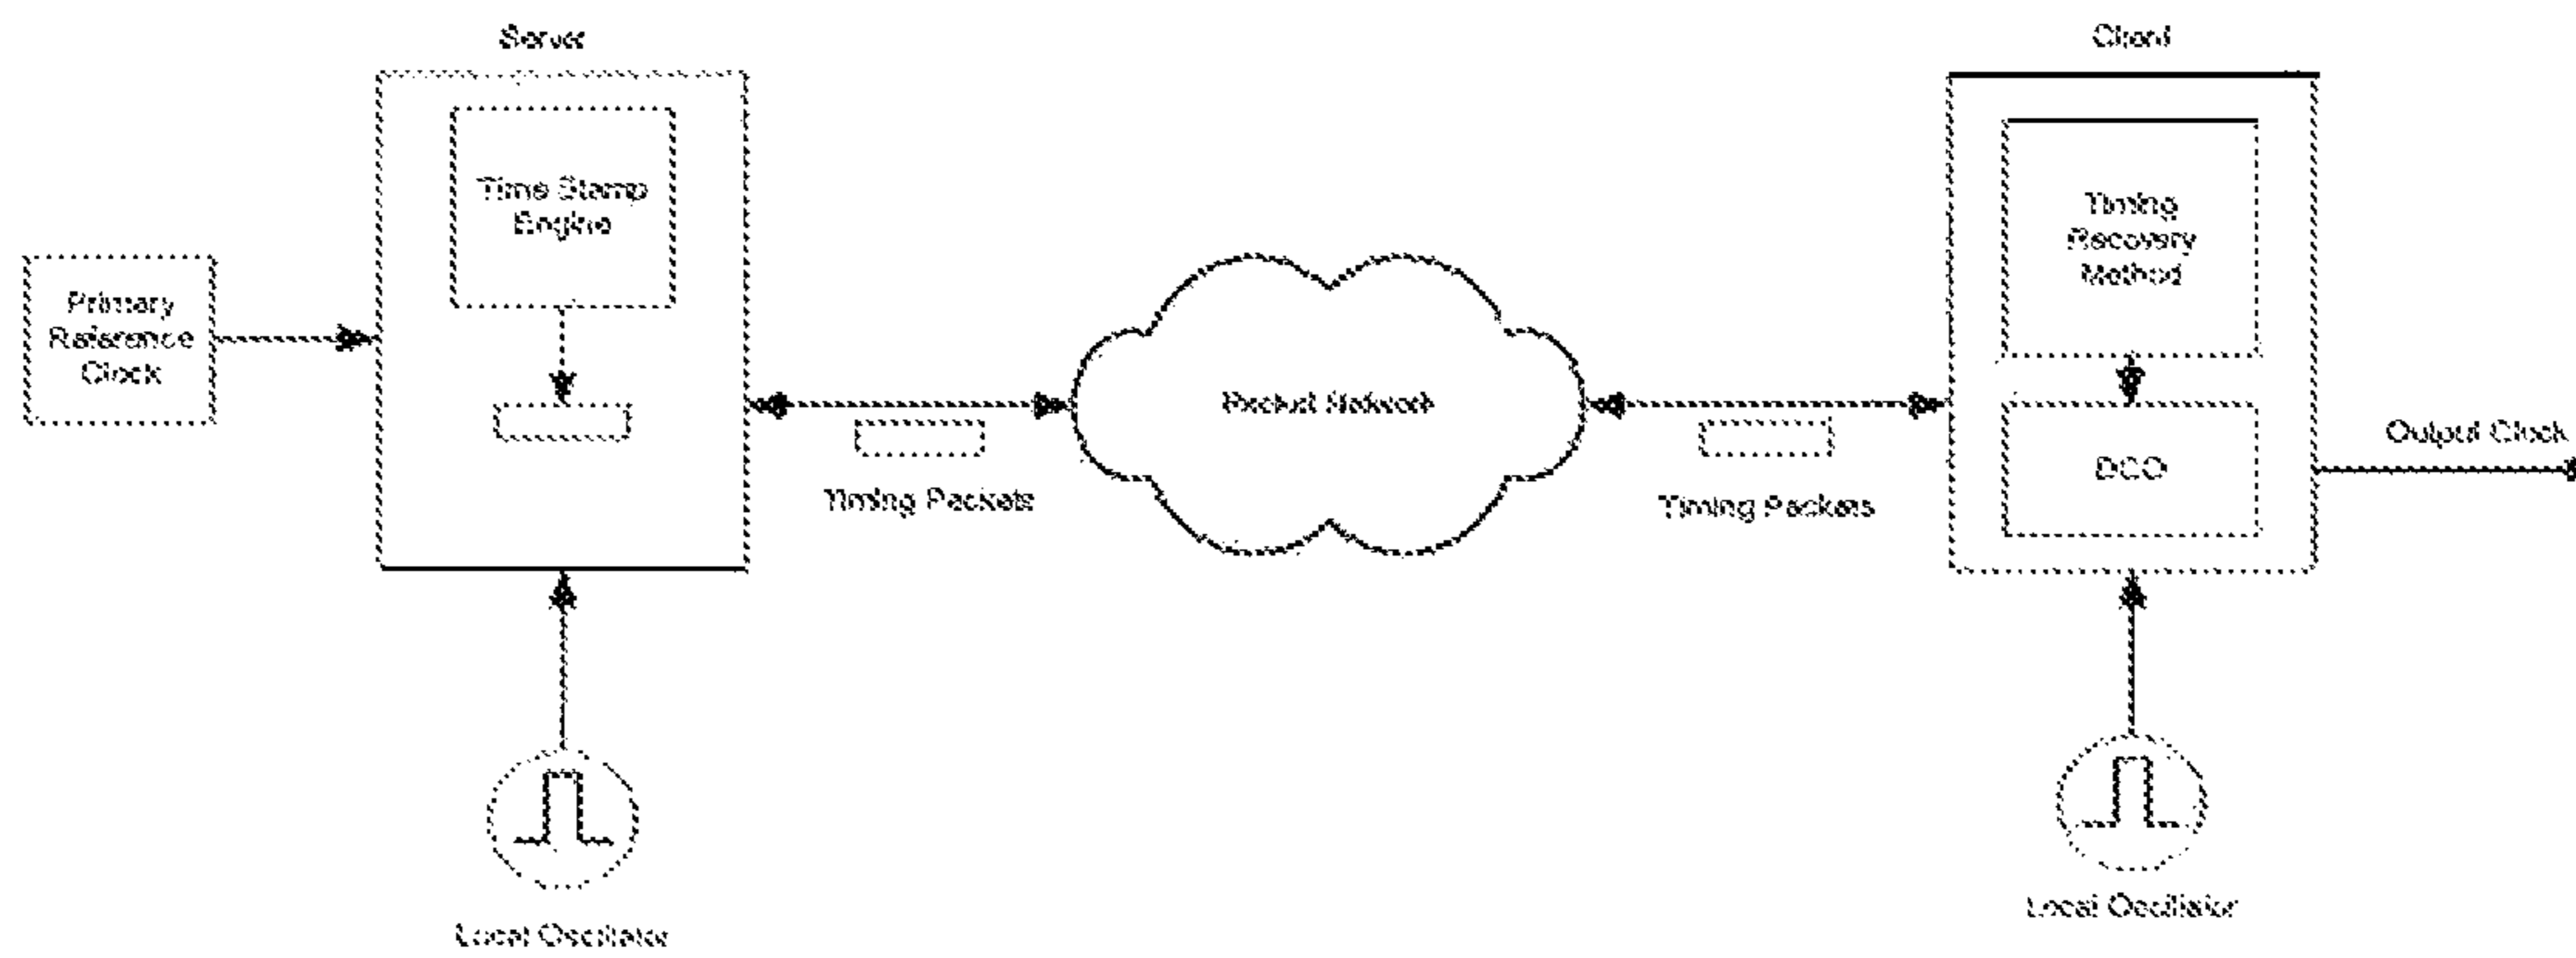 Server
Client
Time Stamp
Engine
Primary
Reference
Clock
Timing
Recovery
Method
Packet Network
Output Clock
DCO
Timing Packets
Timing Packets
Local Oscillator
Local Oscillator